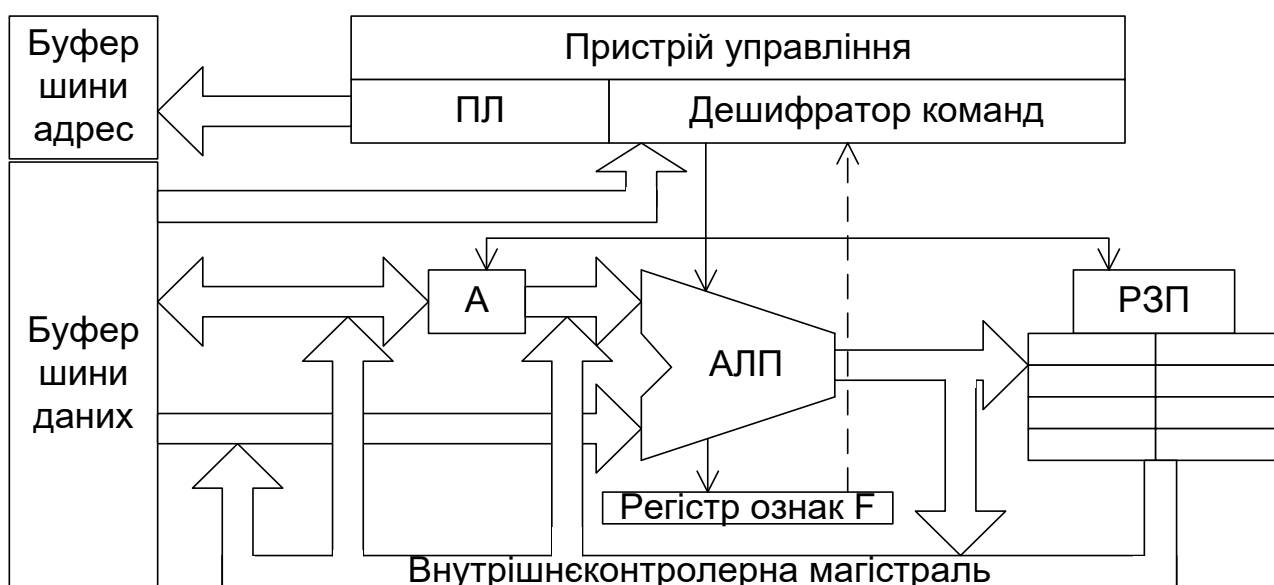 Буфер
шини
адрес
Пристрій управління
ПЛ
Дешифратор команд
Буфер
шини
даних
А
АЛП
РЗП
Регістр ознак F
Внутрішнєконтролерна магістраль